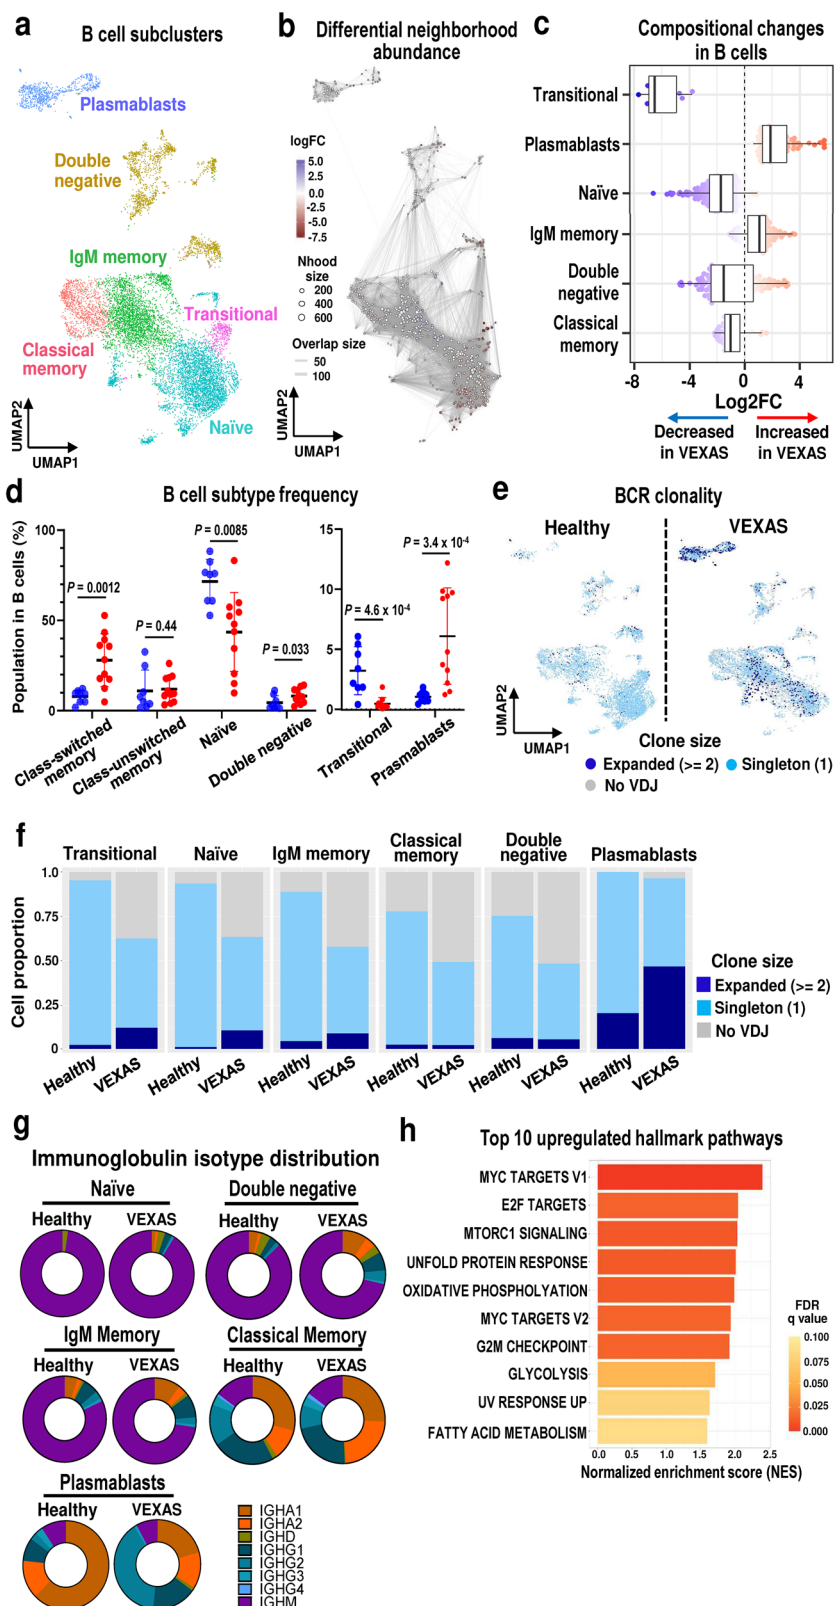 a
B cell subclusters
Plasmablasts
Double
negative
IgM memory
Transitional
Classical
memory
Naïve
UMAP2
UMAP1
b
Differential neighborhood
abundance
logFC
5.0
2.5
0.0
-2.5
-5.0
-7.5
Nhood
size
200
400
600
Overlap size
50
100
UMAP2
UMAP1
c
Compositional changes
in B cells
Transitional
Plasmablasts
Naïve
IgM memory
Double
negative
Classical
memory
-8 -4 0 4
Log2FC
Decreased
in VEXAS
Increased
in VEXAS
d
B cell subtype frequency
Population in B cells (%)
100
50
0
P = 0.0012
P = 0.44
P = 0.0085
P = 0.033
Class-switched
memory
Class-unswitched
memory
Naïve
Double negative
15
10
5
0
P = 4.6 x 10-4
P = 3.4 x 10-4
Transitional
Prasmablasts
e
BCR clonality
Healthy
VEXAS
UMAP2
UMAP1
Clone size
Expanded (>= 2)
Singleton (1)
No VDJ
f
Transitional
Naïve
IgM memory
Classical
memory
Double
negative
Plasmablasts
Cell proportion
1.0
0.75
0.50
0.25
0
Healthy VEXAS
Healthy VEXAS
Healthy VEXAS
Healthy VEXAS
Healthy VEXAS
Healthy VEXAS
Clone size
Expanded (>= 2)
Singleton (1)
No VDJ
g
Immunoglobulin isotype distribution
Naïve
Healthy VEXAS
Double negative
Healthy VEXAS
IgM Memory
Healthy VEXAS
Classical Memory
Healthy VEXAS
Plasmablasts
Healthy VEXAS
IGHA1
IGHA2
IGHD
IGHG1
IGHG2
IGHG3
IGHG4
IGHM
h
Top 10 upregulated hallmark pathways
MYC TARGETS V1
E2F TARGETS
MTORC1 SIGNALING
UNFOLD PROTEIN RESPONSE
OXIDATIVE PHOSPHOLYATION
MYC TARGETS V2
G2M CHECKPOINT
GLYCOLYSIS
UV RESPONSE UP
FATTY ACID METABOLISM
0.0 0.5 1.0 1.5 2.0 2.5
Normalized enrichment score (NES)
FDR
q value
0.100
0.075
0.050
0.025
0.000